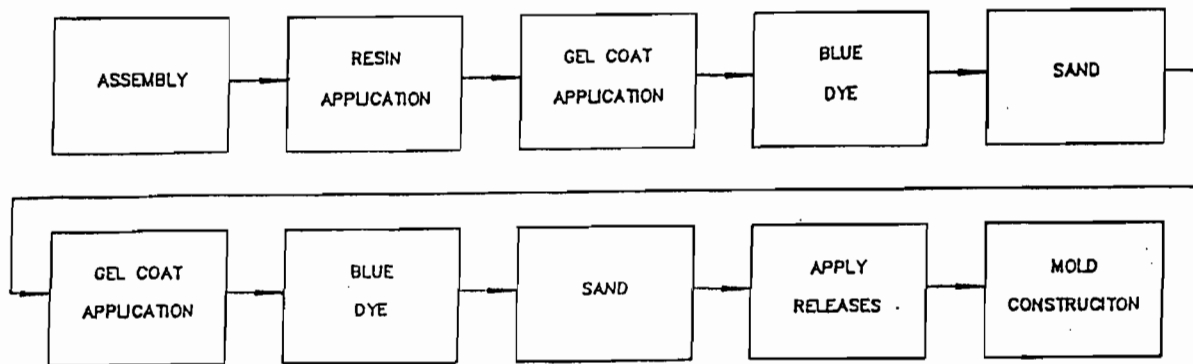 ASSEMBLY
RESIN
APPLICATION
GEL COAT
APPLICATION
BLUE
DYE
SAND
GEL COAT
APPLICATION
BLUE
DYE
SAND
APPLY
RELEASES
MOLD
CONSTRUCITON